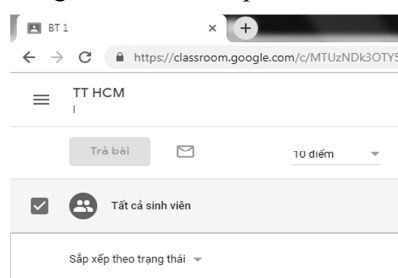 BT 1
https://classroom.google.com/c/MTUzNDk3OTY5
TT HCM
I
Trả bài
10 điểm
Tất cả sinh viên
Sắp xếp theo trạng thái